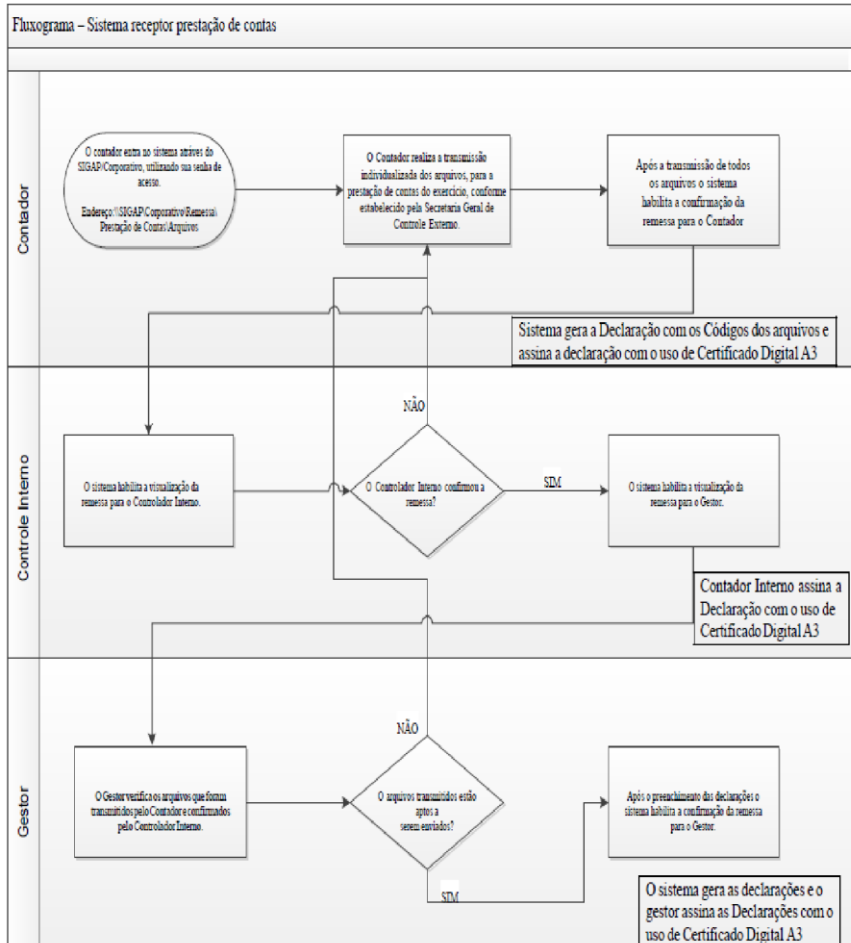 Fluxograma – Sistema receptor prestação de contas
Contador
O contador entra no sistema atráves do
SIGAP/Corporativo, utilizando sua senha de
acesso.
Endereço:\\SIGAP\Corporativo\Remessa\
Prestação de Contas\Arquivos
O Contador realiza a transmissão
individualizada dos arquivos, para a
prestação de contas do exercício, conforme
estabelecido pela Secretaria Geral de
Controle Externo.
Após a transmissão de todos
os arquivos o sistema
habilita a confirmação da
remessa para o Contador
Sistema gera a Declaração com os Códigos dos arquivos e
assina a declaração com o uso de Certificado Digital A3
Controle Interno
O sistema habilita a visualização da
remessa para o Controlador Interno.
NÃO
O Controlador Interno confirmou a
remessa?
SIM
O sistema habilita a visualização da
remessa para o Gestor.
Contador Interno assina a
Declaração com o uso de
Certificado Digital A3
Gestor
O Gestor verifica os arquivos que foram
transmitidos pelo Contador e confirmados
pelo Controlador Interno.
NÃO
O arquivos transmitidos estão
aptos a
serem enviados?
SIM
Após o preenchimento das declarações o
sistema habilita a confirmação da remessa
para o Gestor.
O sistema gera as declarações e o
gestor assina as Declarações com o
uso de Certificado Digital A3